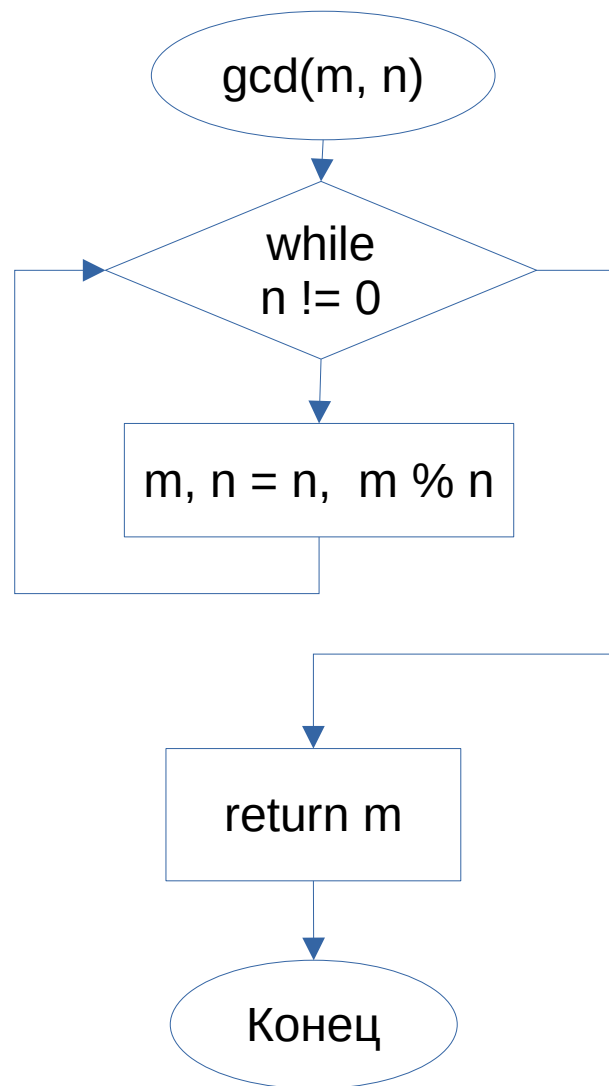 gcd(m, n)
while
n != 0
m, n = n,  m % n
return m
Конец